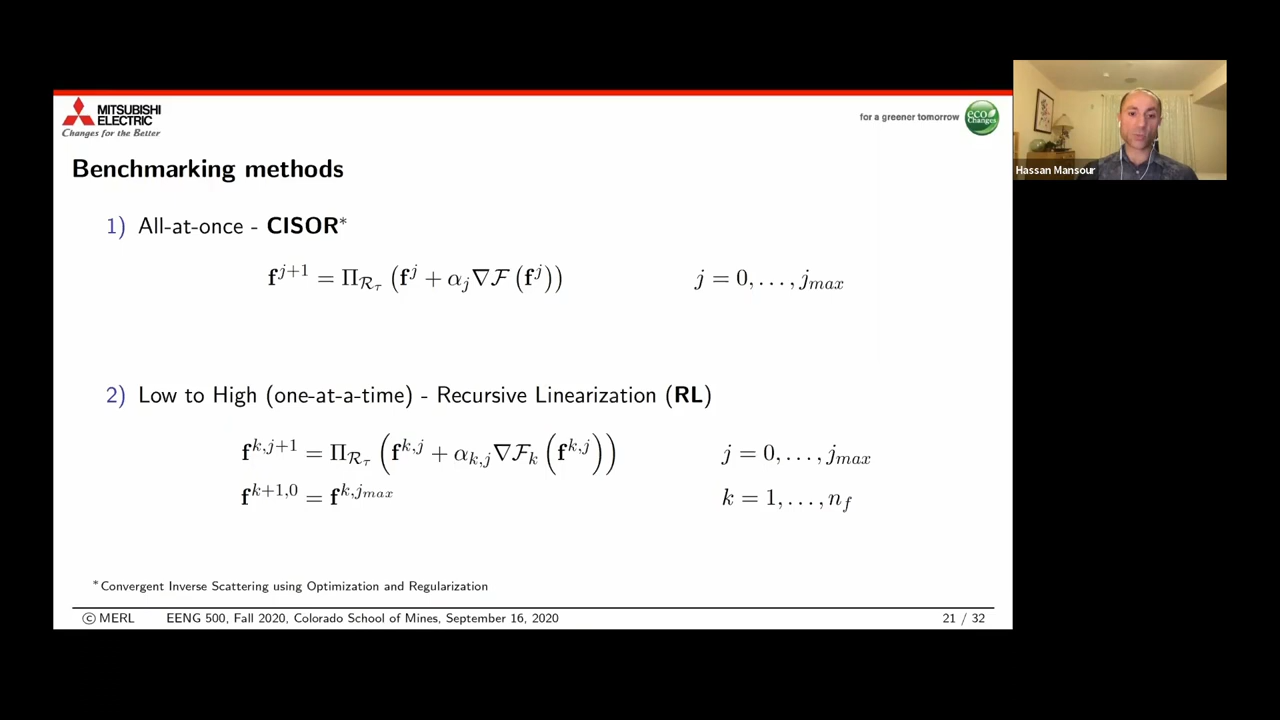 MITSUBISHI
ELECTRIC
Changes for the Better
for a greener tomorrow
eco
Changes
Hassan Mansour
Benchmarking methods
1) All-at-once - CISOR*
f^{j+1} = Π_{R_τ} (f^j + α_j ∇F (f^j))    j = 0, . . . , j_{max}
2) Low to High (one-at-a-time) - Recursive Linearization (RL)
f^{k,j+1} = Π_{R_τ} (f^{k,j} + α_{k,j} ∇F_k (f^{k,j}))    j = 0, . . . , j_{max}
f^{k+1,0} = f^{k,j_{max}}    k = 1, . . . , n_f
*Convergent Inverse Scattering using Optimization and Regularization
© MERL    EENG 500, Fall 2020, Colorado School of Mines, September 16, 2020    21 / 32